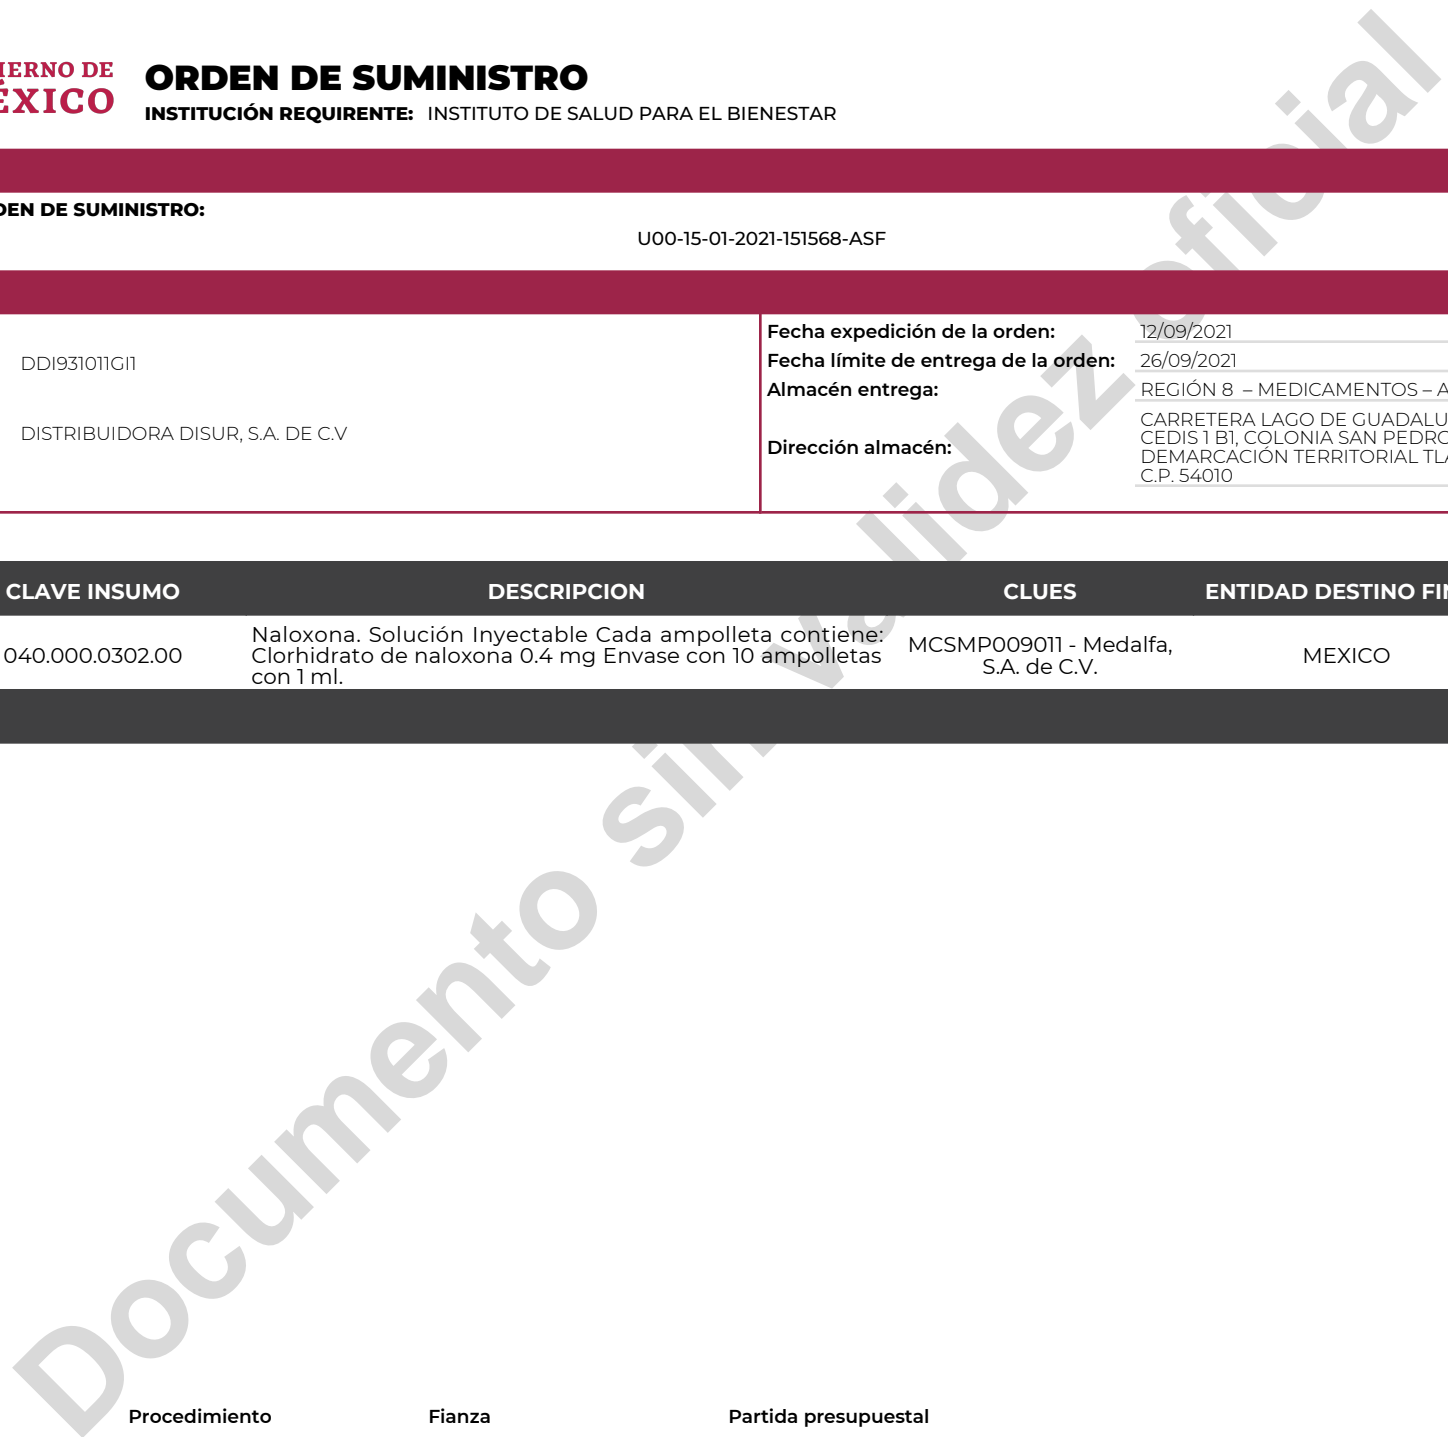 IERNO DE
ÉXICO
ORDEN DE SUMINISTRO
INSTITUCIÓN REQUIRENTE: INSTITUTO DE SALUD PARA EL BIENESTAR
DEN DE SUMINISTRO:
U00-15-01-2021-151568-ASF
DDI931011GI1
DISTRIBUIDORA DISUR, S.A. DE C.V
Fecha expedición de la orden: 12/09/2021
Fecha límite de entrega de la orden: 26/09/2021
Almacén entrega: REGIÓN 8 – MEDICAMENTOS – A
Dirección almacén:
CARRETERA LAGO DE GUADALU
CEDIS 1 B1, COLONIA SAN PEDRO
DEMARCACIÓN TERRITORIAL TLA
C.P. 54010
CLAVE INSUMO DESCRIPCION CLUES ENTIDAD DESTINO FIN
040.000.0302.00
Naloxona. Solución Inyectable Cada ampolleta contiene:
Clorhidrato de naloxona 0.4 mg Envase con 10 ampolletas
con 1 ml.
MCSMP009011 - Medalfa,
S.A. de C.V.
MEXICO
Documento sin validez oficial
Procedimiento Fianza Partida presupuestal